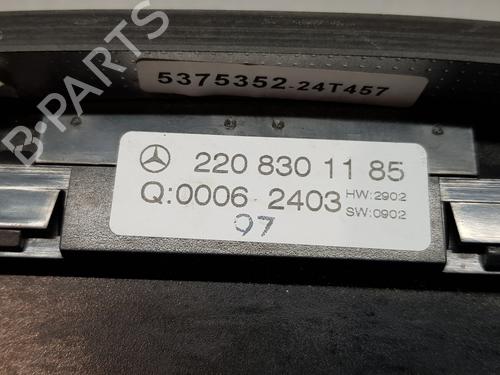 5375352-24T457
220 830 11 85
Q:0006 2403 HW:2902
SW:0902
97
B-PARTS